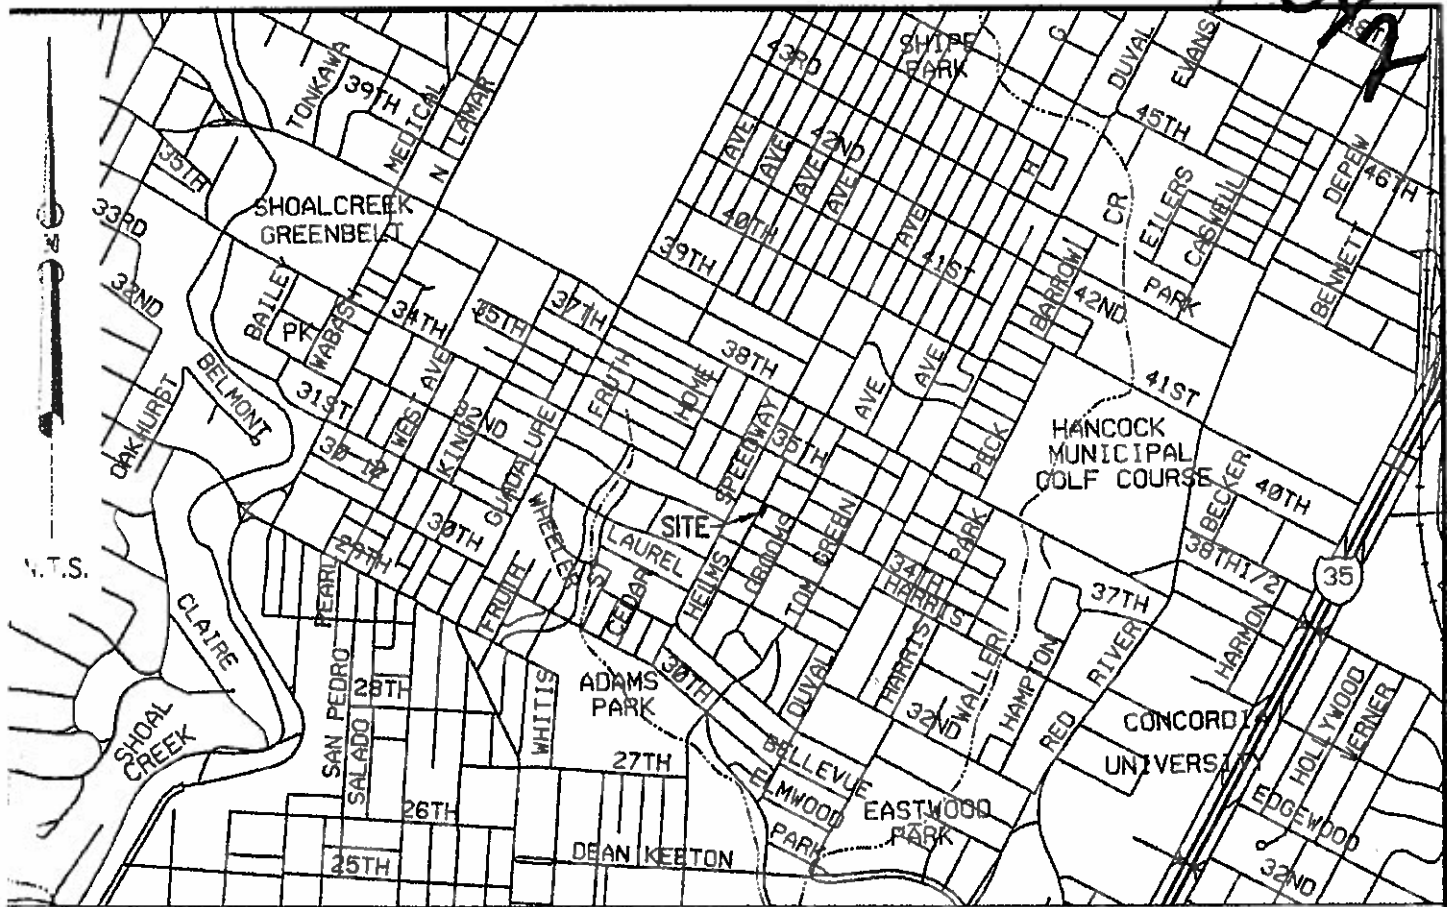 SHIPE
PARK
G
DUVAL
EVANS
43RD
TONKAWA
39TH
MEDICAL
N LAMAR
45TH
42ND
AVE
AVE
AVE
AVE
H
DEPEW
46TH
35TH
33RD
SHOALCREEK
GREENBELT
40TH
39TH
AVE
41ST
CR
EILERS
CASWELL
PARK
BENNETT
32ND
BAILEY
PK
WABASH
34TH
35TH
37TH
BARROW
42ND
41ST
BELMONT
OAKHURST
31ST
WEST AVE
KING
32ND
GUADALUPE
FRUTH
HOME
38TH
SPEEDWAY
35TH
AVE
AVE
PECK
HANCOCK
MUNICIPAL
GOLF COURSE
BECKER
40TH
38TH1/2
30TH
WHEELER
SITE
LAUREL
CEDAR
HELMS
GROOMS
TOM GREEN
34TH
HARRIS
PARK
37TH
35
N.T.S.
29TH
PEARL
FRUTH
CLAIRE
SAN PEDRO
28TH
SALADO
WHITIS
ADAMS
PARK
30TH
DUVAL
HARRIS
32ND
WALLER
HAMPTON
RED RIVER
HARMON
CONCORDIA
UNIVERSITY
HOLLYWOOD
VERNER
SHOAL
CREEK
27TH
BELLEVUE
ELMWOOD
PARK
EASTWOOD
PARK
EDGEWOOD
32ND
26TH
25TH
DEAN KEETON